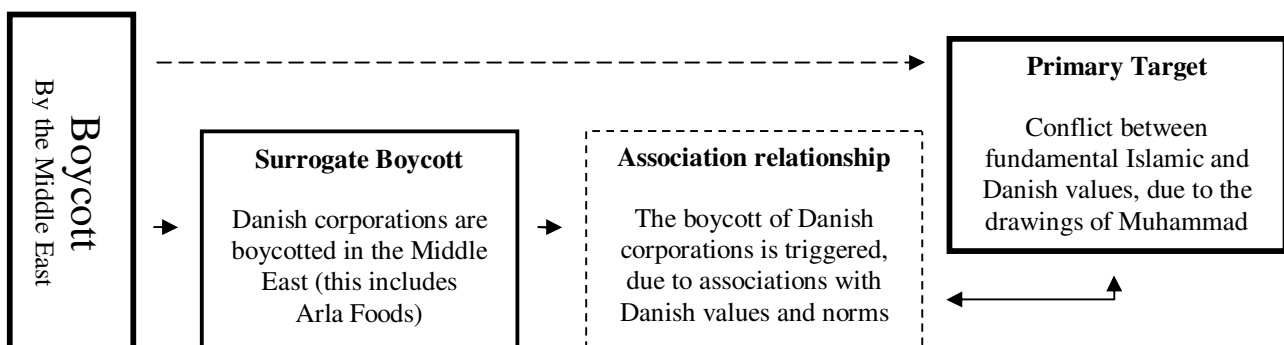 Boycott
By the Middle East
Surrogate Boycott
Danish corporations are
boycotted in the Middle
East (this includes
Arla Foods)
Association relationship
The boycott of Danish
corporations is triggered,
due to associations with
Danish values and norms
Primary Target
Conflict between
fundamental Islamic and
Danish values, due to the
drawings of Muhammad